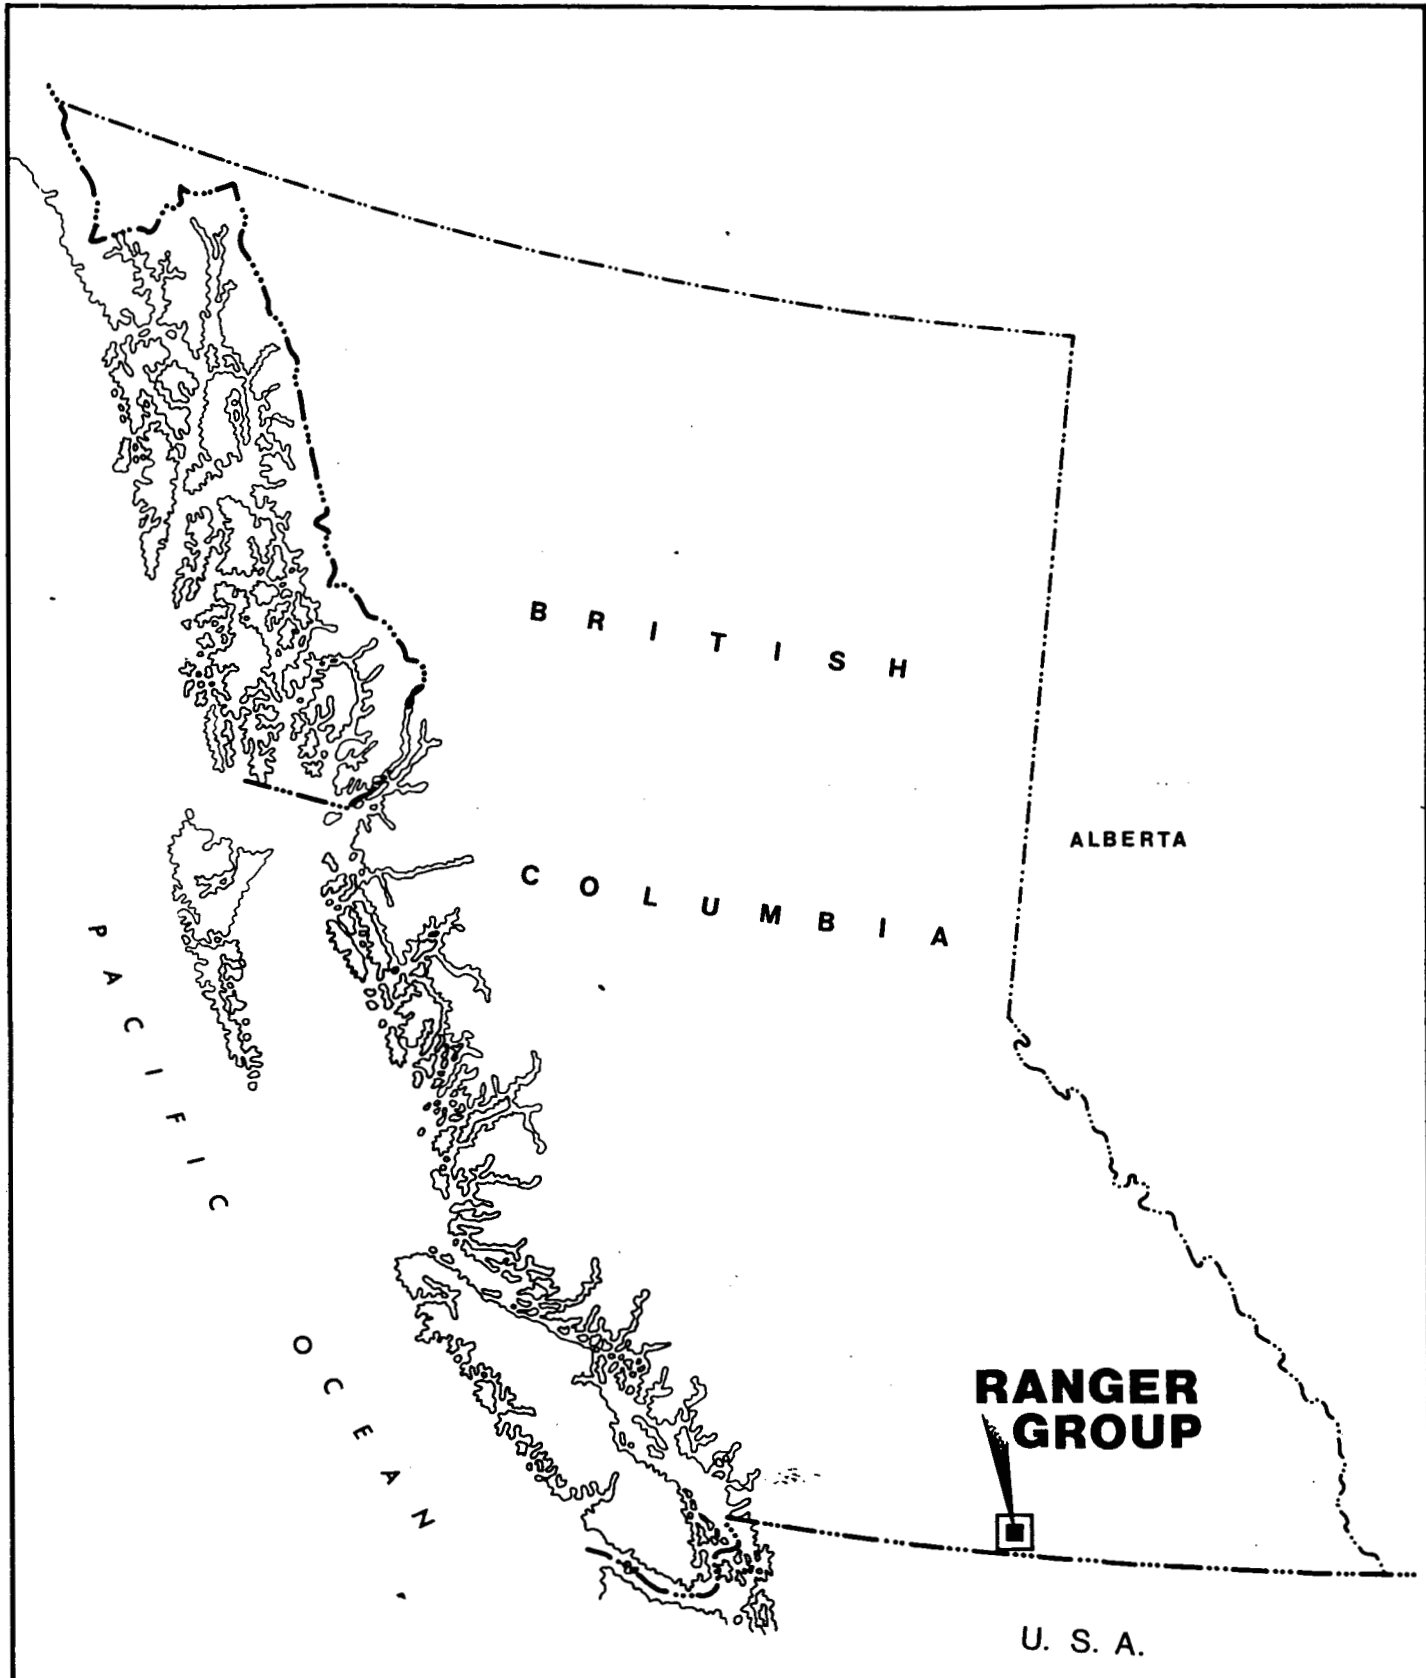 BRITISH
COLUMBIA
ALBERTA
PACIFIC
OCEAN
RANGER
GROUP
U. S. A.